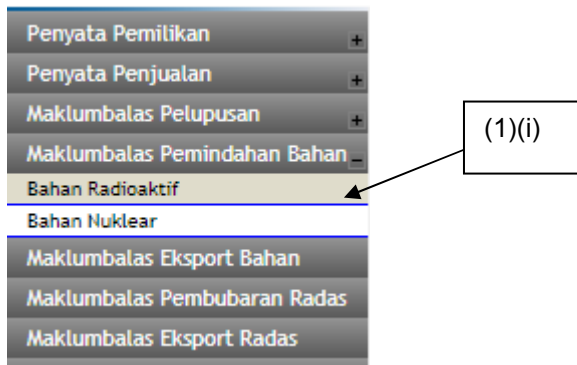 Penyata Pemilikan +
Penyata Penjualan +
Maklumbalas Pelupusan +
Maklumbalas Pemindahan Bahan –
Bahan Radioaktif
Bahan Nuklear
Maklumbalas Eksport Bahan
Maklumbalas Pembubaran Radas
Maklumbalas Eksport Radas
(1)(i)